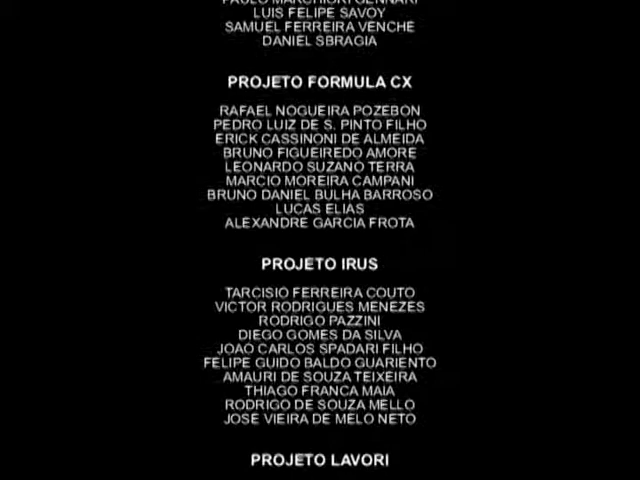 PAULO MARCHIORI GENNARI
LUIS FELIPE SAVOY
SAMUEL FERREIRA VENCHE
DANIEL SBRAGIA
PROJETO FORMULA CX
RAFAEL NOGUEIRA POZEBON
PEDRO LUIZ DE S. PINTO FILHO
ERICK CASSINONI DE ALMEIDA
BRUNO FIGUEIREDO AMORE
LEONARDO SUZANO TERRA
MARCIO MOREIRA CAMPANI
BRUNO DANIEL BULHA BARROSO
LUCAS ELIAS
ALEXANDRE GARCIA FROTA
PROJETO IRUS
TARCISIO FERREIRA COUTO
VICTOR RODRIGUES MENEZES
RODRIGO PAZZINI
DIEGO GOMES DA SILVA
JOAO CARLOS SPADARI FILHO
FELIPE GUIDO BALDO GUARIENTO
AMAURI DE SOUZA TEIXEIRA
THIAGO FRANCA MAIA
RODRIGO DE SOUZA MELLO
JOSE VIEIRA DE MELO NETO
PROJETO LAVORI